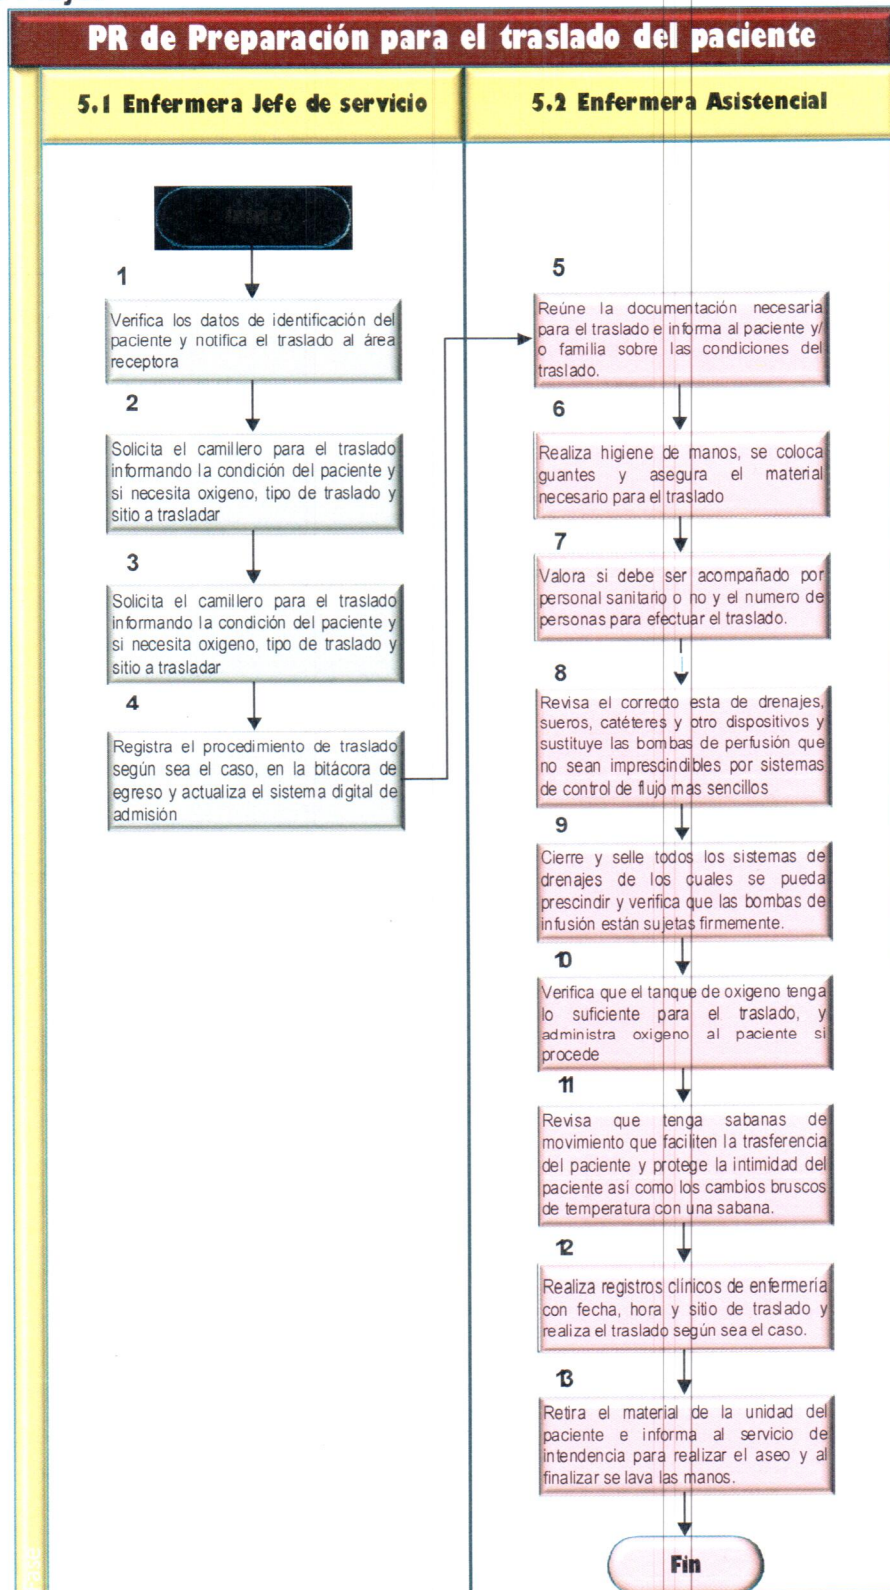 PR de Preparación para el traslado del paciente
5.1 Enfermera Jefe de servicio
5.2 Enfermera Asistencial
Inicio
1
Verifica los datos de identificación del
paciente y notifica el traslado al área
receptora
2
Solicita el camillero para el traslado
informando la condición del paciente y
si necesita oxigeno, tipo de traslado y
sitio a trasladar
3
Solicita el camillero para el traslado
informando la condición del paciente y
si necesita oxigeno, tipo de traslado y
sitio a trasladar
4
Registra el procedimiento de traslado
según sea el caso, en la bitácora de
egreso y actualiza el sistema digital de
admisión
5
Reúne la documentación necesaria
para el traslado e informa al paciente y/
o familia sobre las condiciones del
traslado.
6
Realiza higiene de manos, se coloca
guantes y asegura el material
necesario para el traslado
7
Valora si debe ser acompañado por
personal sanitario o no y el numero de
personas para efectuar el traslado.
8
Revisa el correcto esta de drenajes,
sueros, catéteres y otro dispositivos y
sustituye las bombas de perfusión que
no sean imprescindibles por sistemas
de control de flujo mas sencillos
9
Cierre y selle todos los sistemas de
drenajes de los cuales se pueda
prescindir y verifica que las bombas de
infusión están sujetas firmemente.
10
Verifica que el tanque de oxigeno tenga
lo suficiente para el traslado, y
administra oxigeno al paciente si
procede
11
Revisa que tenga sabanas de
movimiento que faciliten la trasferencia
del paciente y protege la intimidad del
paciente así como los cambios bruscos
de temperatura con una sabana.
12
Realiza registros clínicos de enfermería
con fecha, hora y sitio de traslado y
realiza el traslado según sea el caso.
13
Retira el material de la unidad del
paciente e informa al servicio de
intendencia para realizar el aseo y al
finalizar se lava las manos.
Fin
Fase